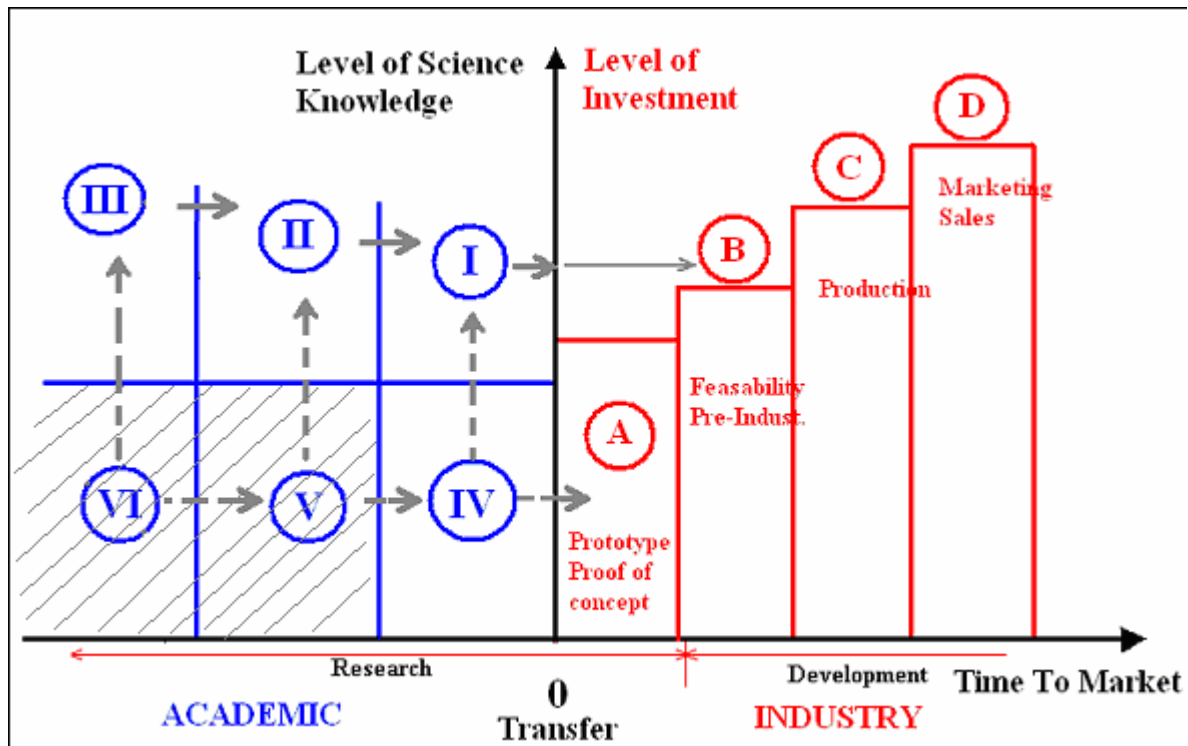 Level of Science
Knowledge
Level of
Investment
D
C
III
Marketing
Sales
II
I
B
Production
Feasability
Pre-Indust.
A
VI
V
IV
Prototype
Proof of
concept
Research
Development
0
Time To Market
ACADEMIC
Transfer
INDUSTRY